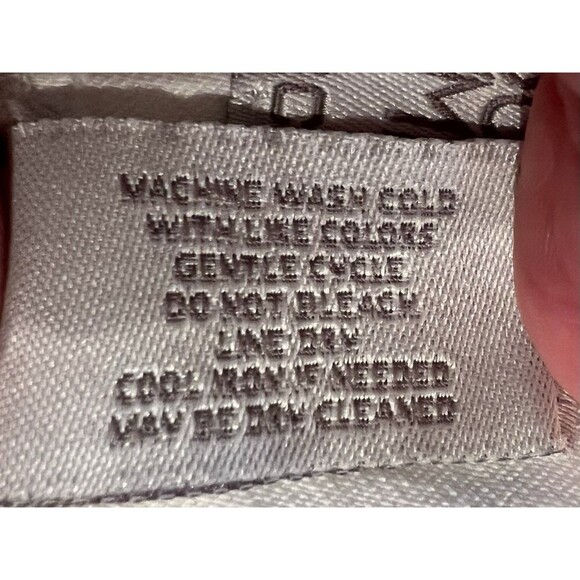 MACHINE WASH COLD
WITH LIKE COLORS
GENTLE CYCLE
DO NOT BLEACH
LINE DRY
COOL IRON IF NEEDED
MAY BE DRY CLEANED